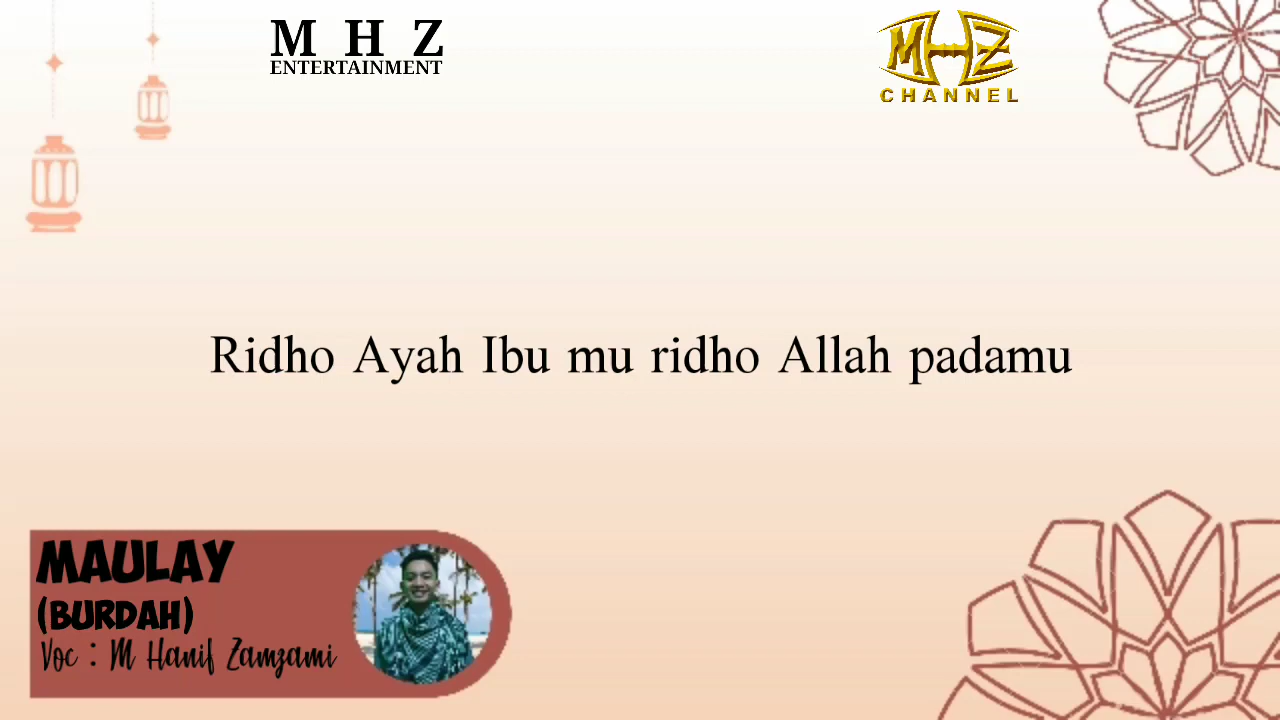 M H Z
ENTERTAINMENT
MHZ
CHANNEL
Ridho Ayah Ibu mu ridho Allah padamu
MAULAY
(BURDAH)
Voc : M Hanif Zamzami